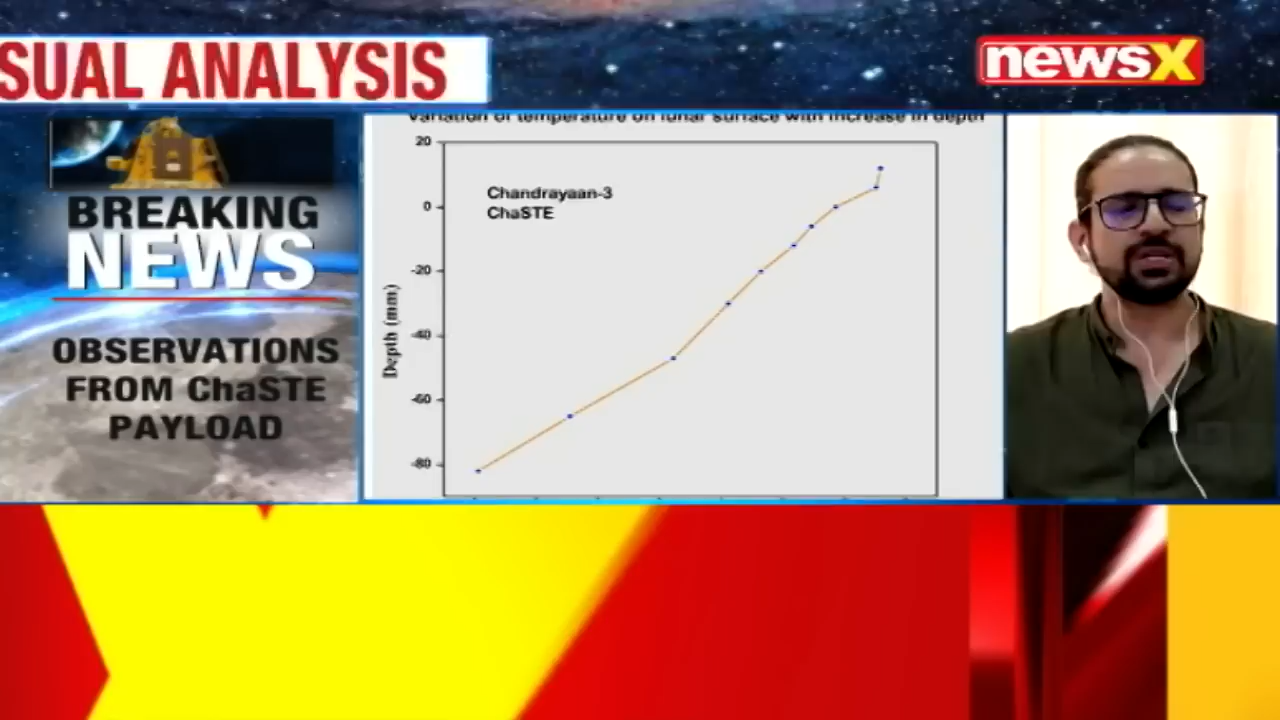 SUAL ANALYSIS
newsX
BREAKING
NEWS
OBSERVATIONS
FROM ChaSTE
PAYLOAD
Variation of temperature on lunar surface with increase in depth
Chandrayaan-3
ChaSTE
Depth (mm)
20
0
-20
-40
-60
-80